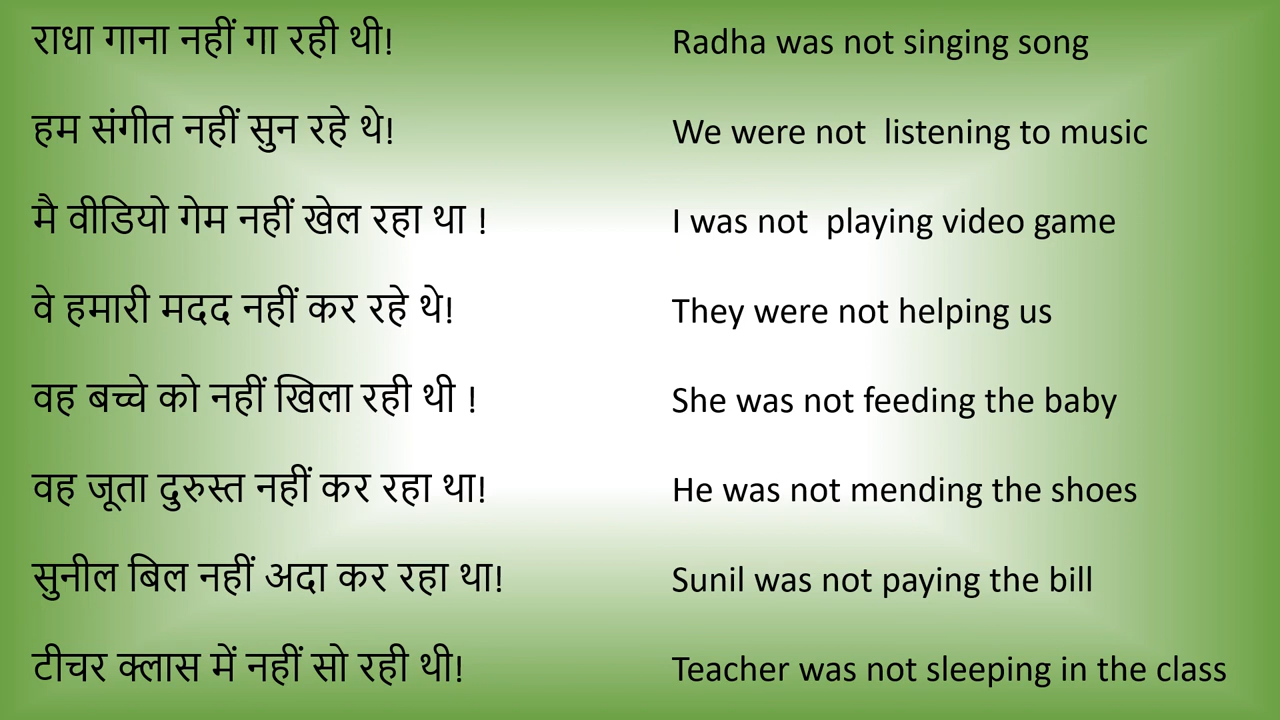 राधा गाना नहीं गा रही थी! Radha was not singing song
हम संगीत नहीं सुन रहे थे! We were not  listening to music
मै वीडियो गेम नहीं खेल रहा था ! I was not  playing video game
वे हमारी मदद नहीं कर रहे थे! They were not helping us
वह बच्चे को नहीं खिला रही थी ! She was not feeding the baby
वह जूता दुरुस्त नहीं कर रहा था! He was not mending the shoes
सुनील बिल नहीं अदा कर रहा था! Sunil was not paying the bill
टीचर क्लास में नहीं सो रही थी! Teacher was not sleeping in the class